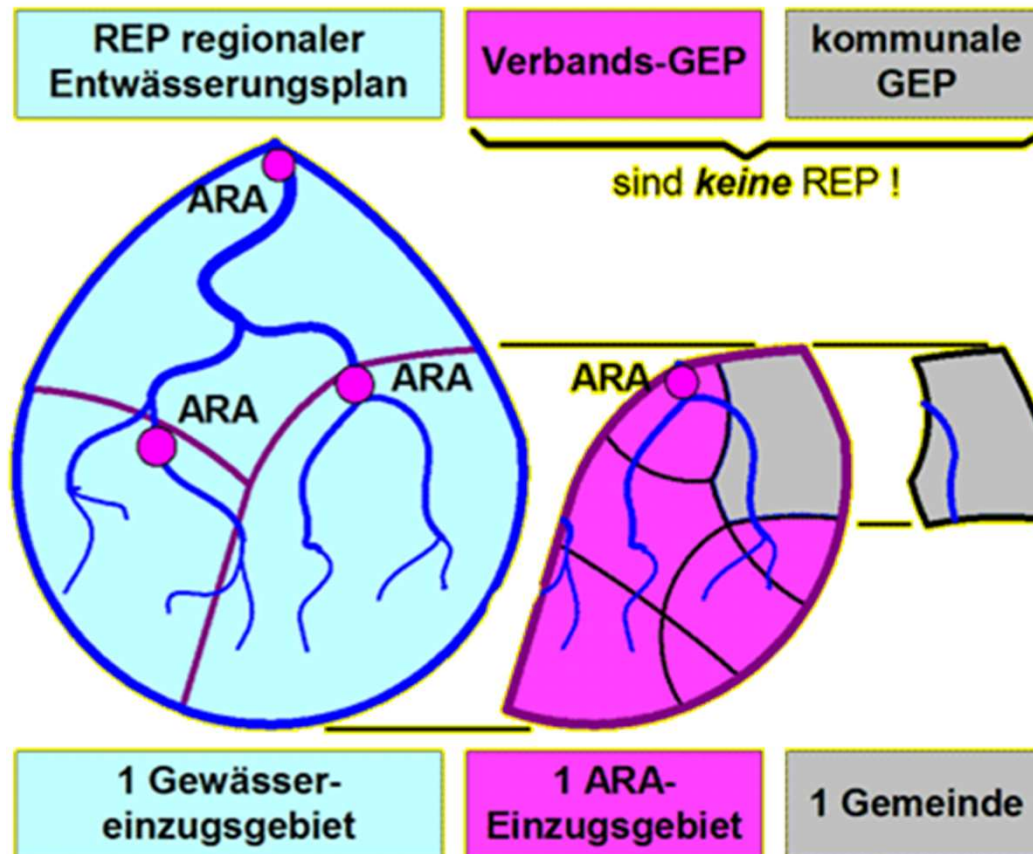 REP regionaler
Entwässerungsplan
Verbands-GEP
kommunale
GEP
sind keine REP !
ARA
ARA
ARA
ARA
1 Gewässer-
einzugsgebiet
1 ARA-
Einzugsgebiet
1 Gemeinde